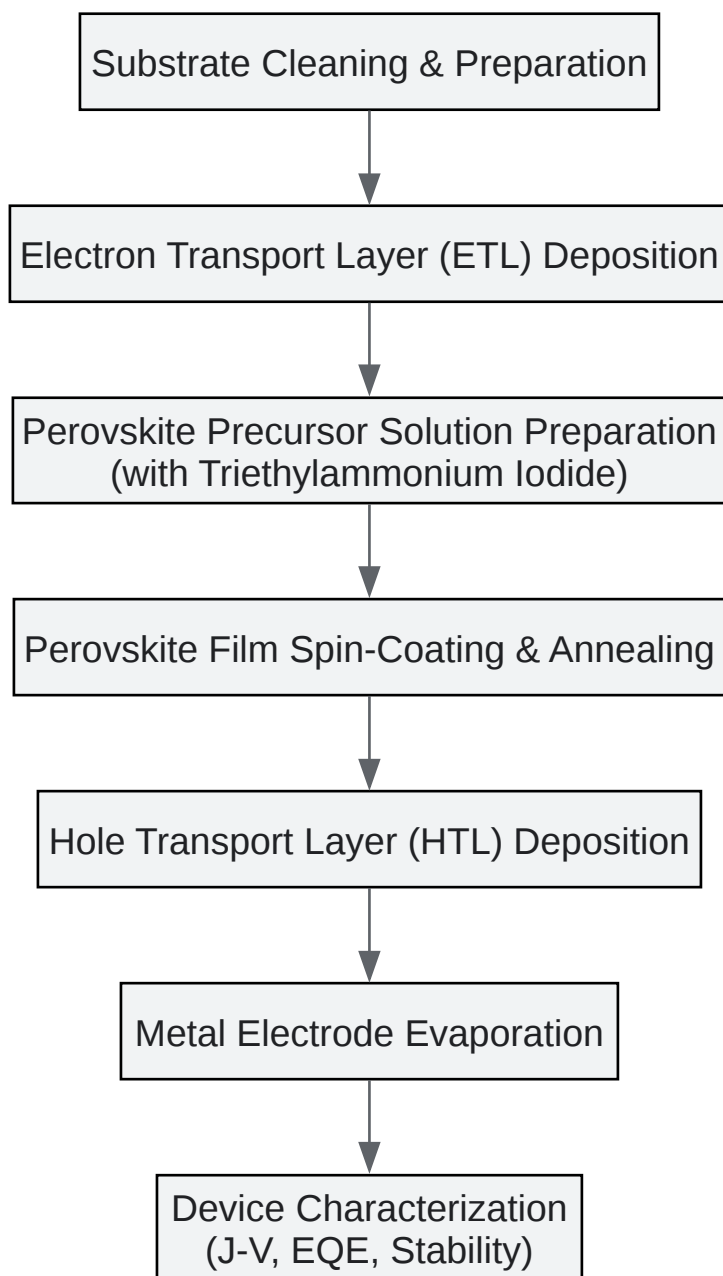 Substrate Cleaning & Preparation
Electron Transport Layer (ETL) Deposition
Perovskite Precursor Solution Preparation
(with Triethylammonium Iodide)
Perovskite Film Spin-Coating & Annealing
Hole Transport Layer (HTL) Deposition
Metal Electrode Evaporation
Device Characterization
(J-V, EQE, Stability)